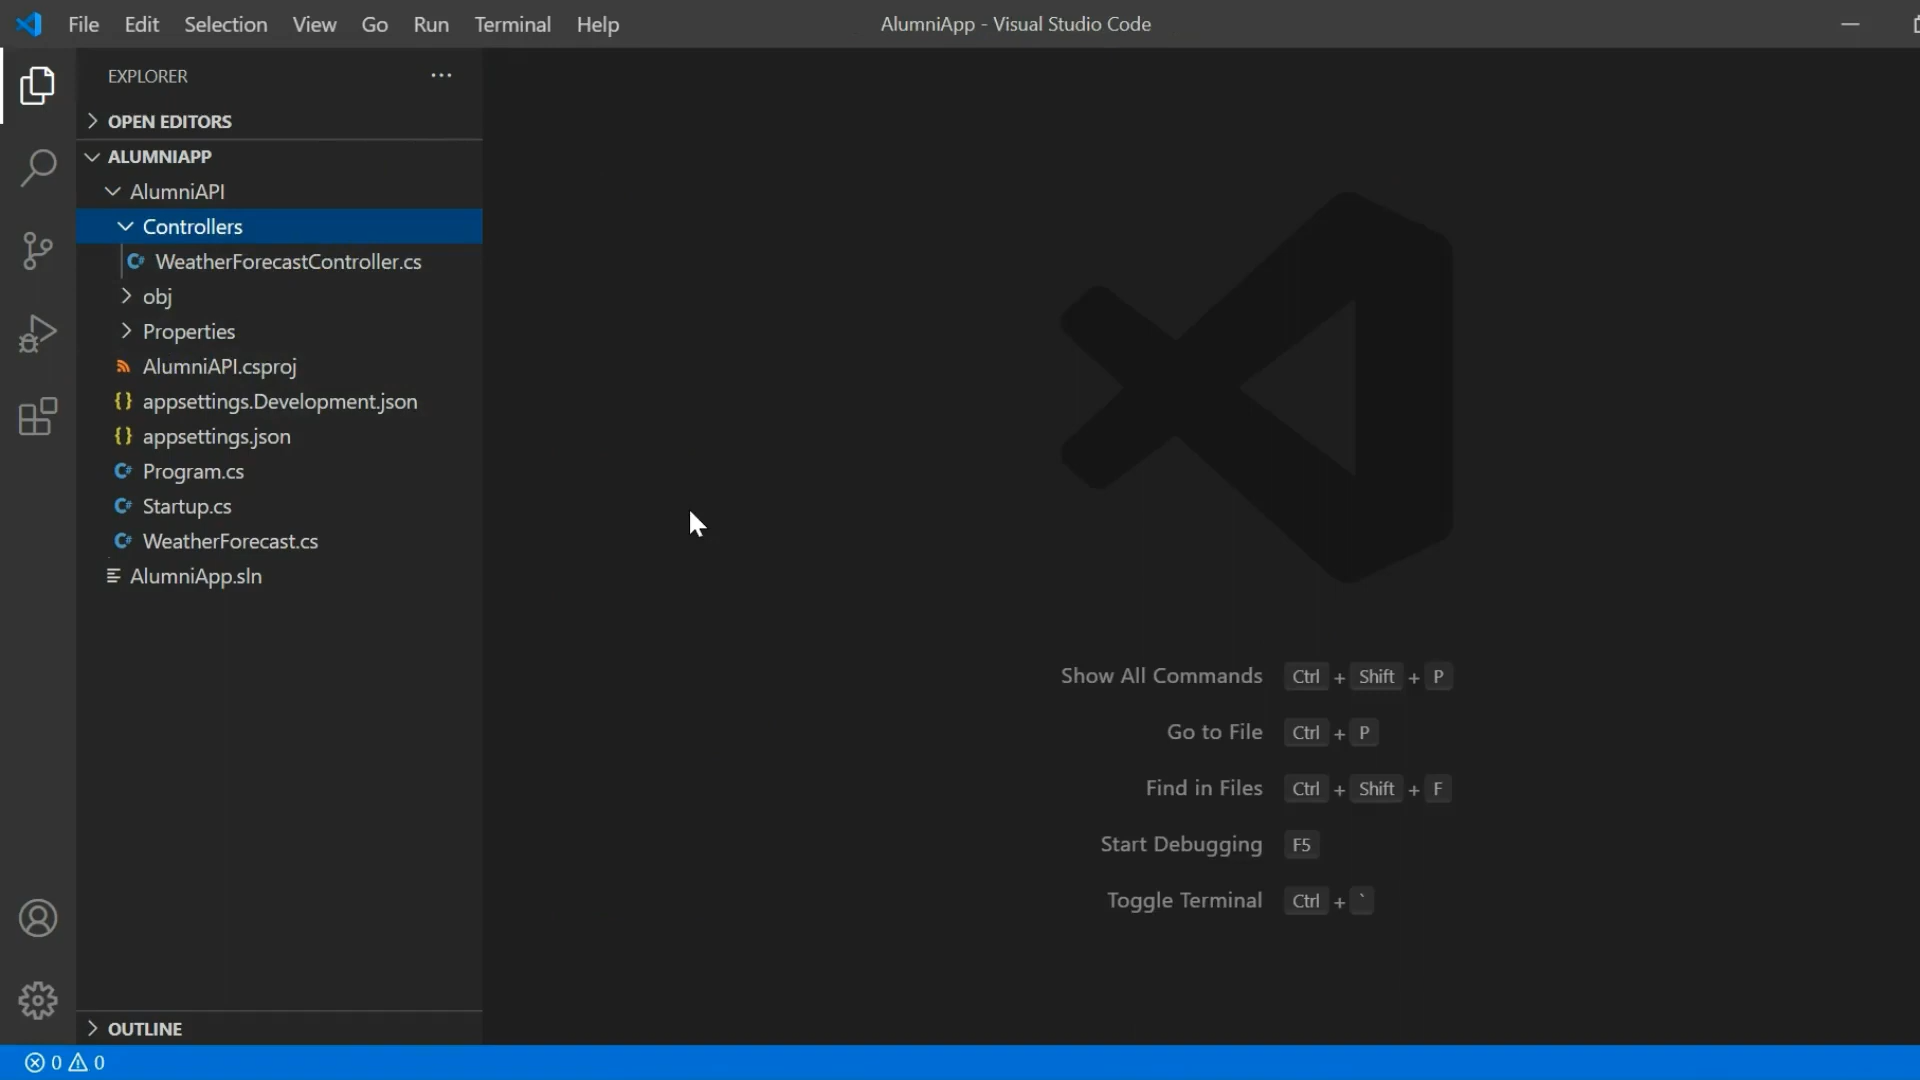 File Edit Selection View Go Run Terminal Help AlumniApp - Visual Studio Code
EXPLORER
OPEN EDITORS
ALUMNIAPP
AlumniAPI
Controllers
WeatherForecastController.cs
obj
Properties
AlumniAPI.csproj
{} appsettings.Development.json
{} appsettings.json
Program.cs
Startup.cs
WeatherForecast.cs
AlumniApp.sln
Show All Commands Ctrl + Shift + P
Go to File Ctrl + P
Find in Files Ctrl + Shift + F
Start Debugging F5
Toggle Terminal Ctrl + `
OUTLINE
0 0